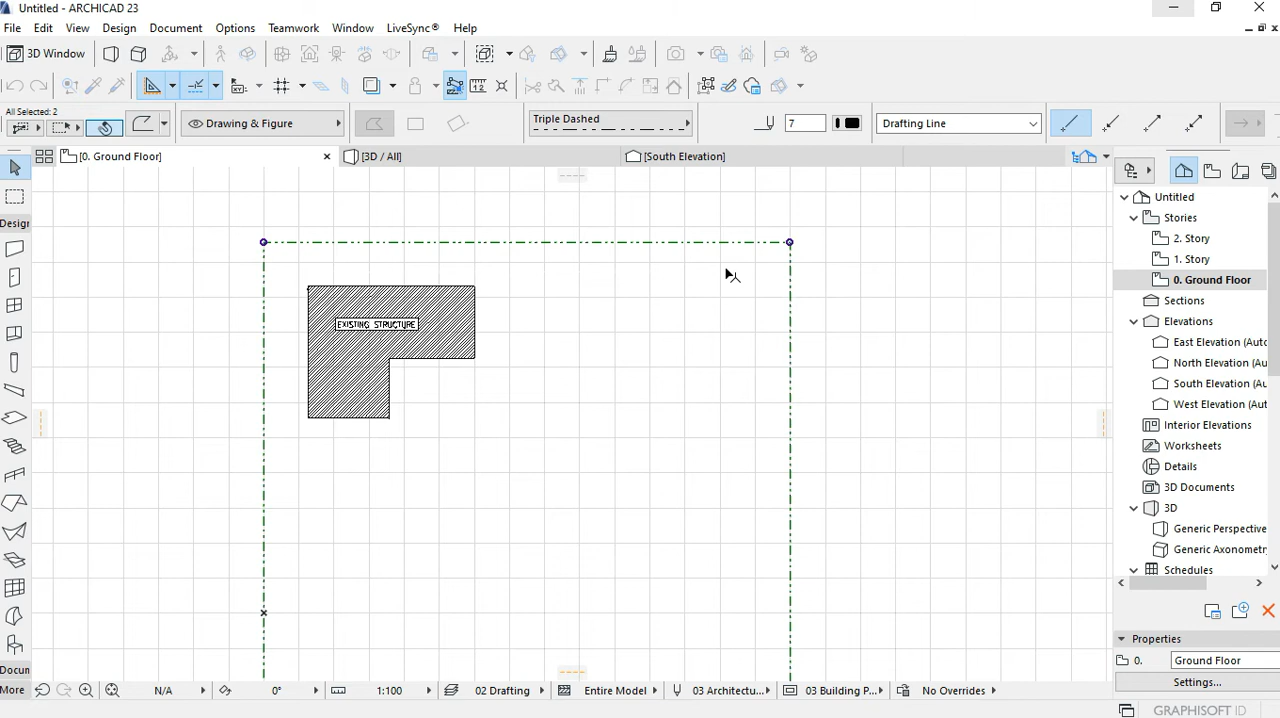 Untitled - ARCHICAD 23
File Edit View Design Document Options Teamwork Window LiveSync® Help
3D Window
All Selected: 2
Drawing & Figure
Triple Dashed
7
Drafting Line
[0. Ground Floor]
[3D / All]
[South Elevation]
Design
EXISTING STRUCTURE
Untitled
Stories
2. Story
1. Story
0. Ground Floor
Sections
Elevations
East Elevation (Auto
North Elevation (Au
South Elevation (Au
West Elevation (Aut
Interior Elevations
Worksheets
Details
3D Documents
3D
Generic Perspective
Generic Axonometr
Schedules
Properties
0.
Ground Floor
Settings...
Docun
More
N/A
0°
1:100
02 Drafting
Entire Model
03 Architectu...
03 Building P...
No Overrides
GRAPHISOFT ID